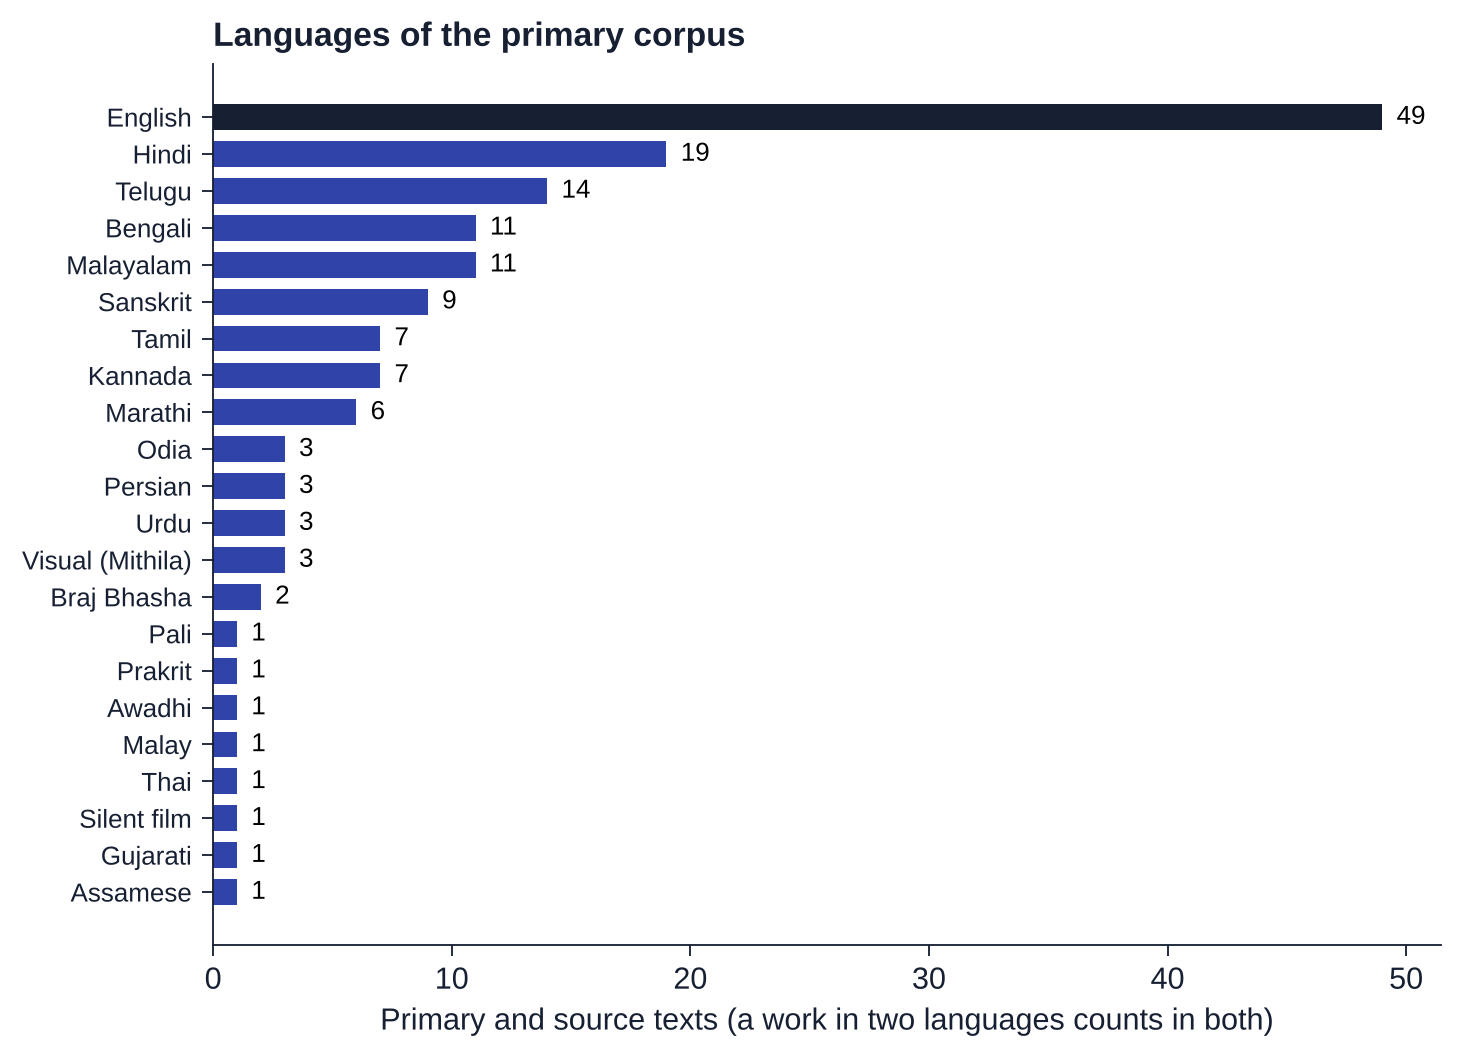 Languages of the primary corpus
English 49
Hindi 19
Telugu 14
Bengali 11
Malayalam 11
Sanskrit 9
Tamil 7
Kannada 7
Marathi 6
Odia 3
Persian 3
Urdu 3
Visual (Mithila) 3
Braj Bhasha 2
Pali 1
Prakrit 1
Awadhi 1
Malay 1
Thai 1
Silent film 1
Gujarati 1
Assamese 1
0 10 20 30 40 50
Primary and source texts (a work in two languages counts in both)